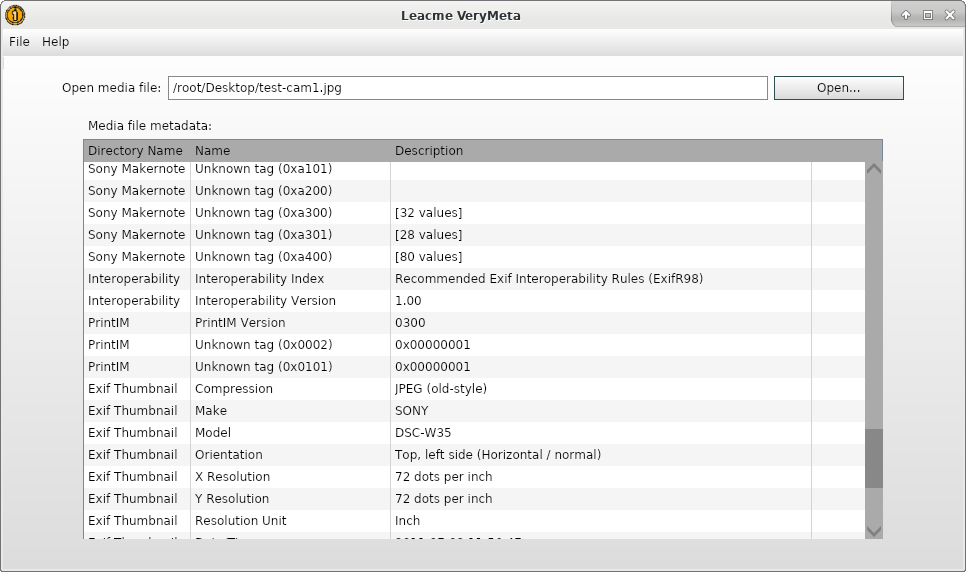 Leacme VeryMeta
File Help
Open media file: /root/Desktop/test-cam1.jpg Open...
Media file metadata:
Directory Name Name Description
Sony Makernote Unknown tag (0xa101)
Sony Makernote Unknown tag (0xa200)
Sony Makernote Unknown tag (0xa300) [32 values]
Sony Makernote Unknown tag (0xa301) [28 values]
Sony Makernote Unknown tag (0xa400) [80 values]
Interoperability Interoperability Index Recommended Exif Interoperability Rules (ExifR98)
Interoperability Interoperability Version 1.00
PrintIM PrintIM Version 0300
PrintIM Unknown tag (0x0002) 0x00000001
PrintIM Unknown tag (0x0101) 0x00000001
Exif Thumbnail Compression JPEG (old-style)
Exif Thumbnail Make SONY
Exif Thumbnail Model DSC-W35
Exif Thumbnail Orientation Top, left side (Horizontal / normal)
Exif Thumbnail X Resolution 72 dots per inch
Exif Thumbnail Y Resolution 72 dots per inch
Exif Thumbnail Resolution Unit Inch
Exif Thumbnail